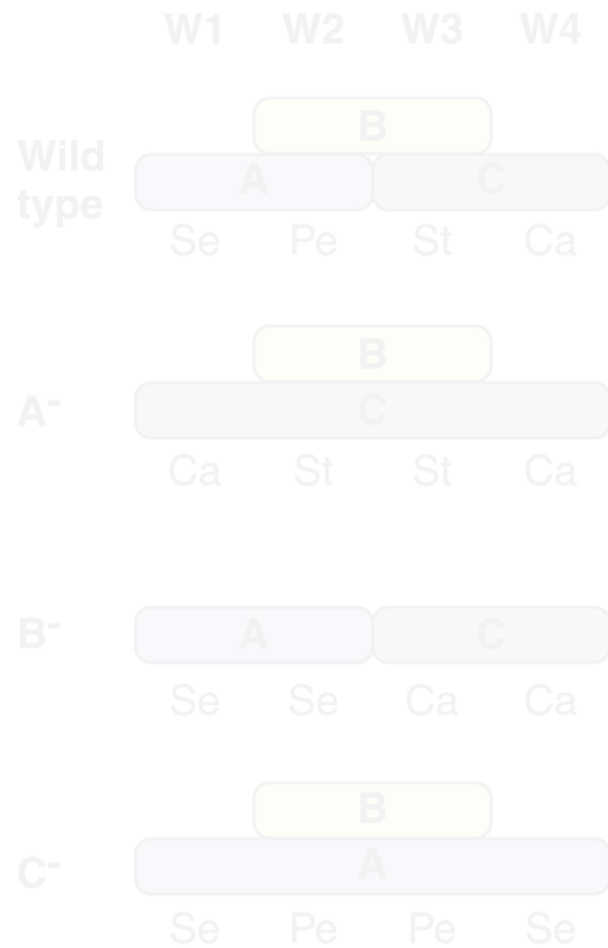 W1 W2 W3 W4
B
Wild
type
A C
Se Pe St Ca
B
A- C
Ca St St Ca
B- A C
Se Se Ca Ca
B
C- A
Se Pe Pe Se